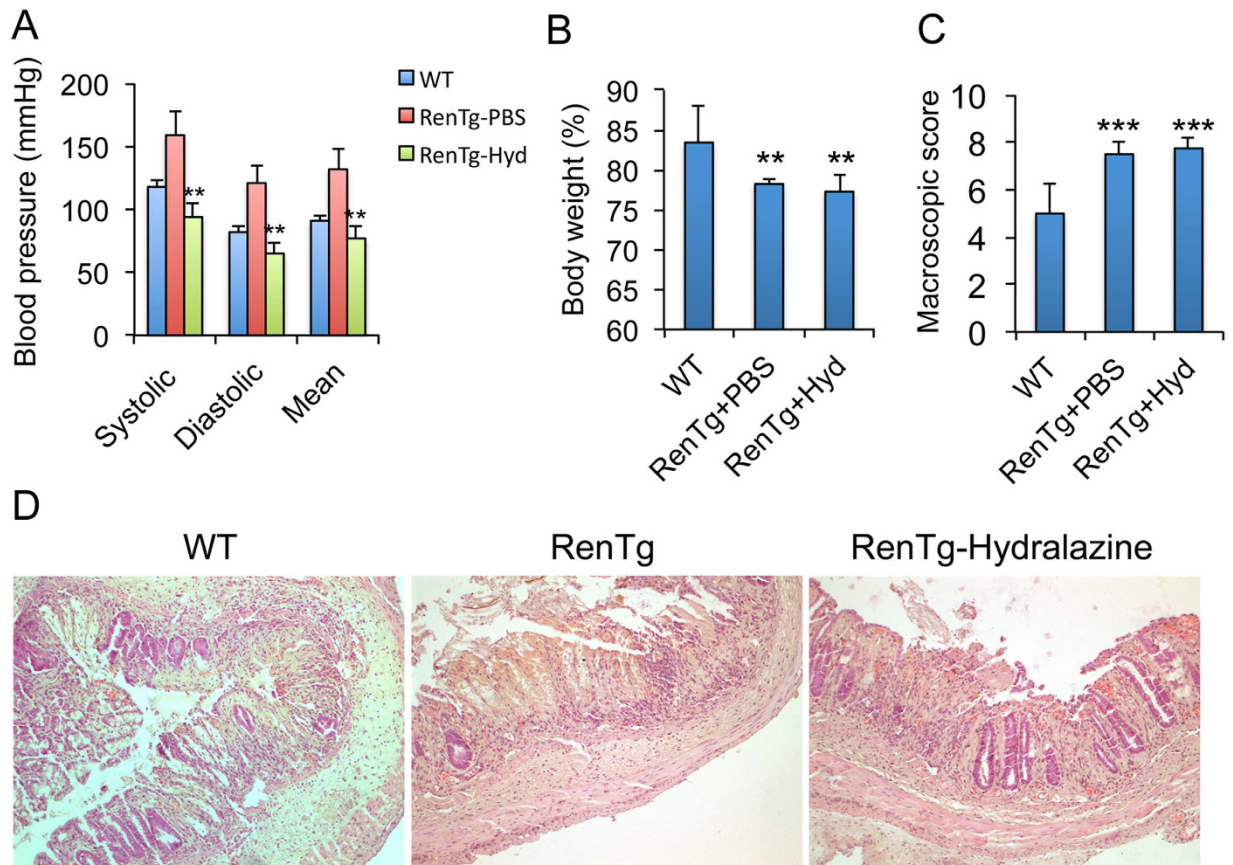 A
Blood pressure (mmHg)
200
150
100
50
0
**
**
**
Systolic
Diastolic
Mean
WT
RenTg-PBS
RenTg-Hyd
B
Body weight (%)
90
85
80
75
70
65
60
**
**
WT
RenTg+PBS
RenTg+Hyd
C
Macroscopic score
10
8
6
4
2
0
***
***
WT
RenTg+PBS
RenTg+Hyd
D
WT
RenTg
RenTg-Hydralazine